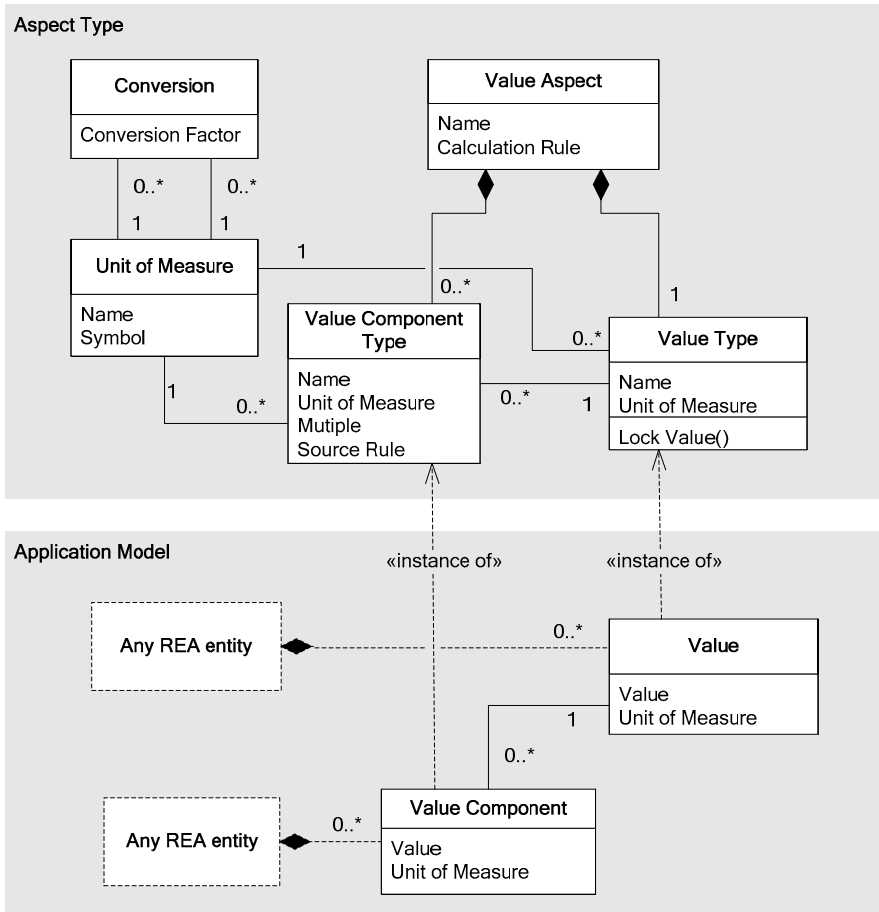 Aspect Type
Conversion
Conversion Factor
Value Aspect
Name
Calculation Rule
0..*
0..*
1
1
Unit of Measure
Name
Symbol
1
0..*
1
Value Component
Type
Name
Unit of Measure
Mutiple
Source Rule
0..*
Value Type
Name
Unit of Measure
Lock Value()
1
0..*
0..*
1
Application Model
«instance of»
«instance of»
Any REA entity
0..*
Value
Value
Unit of Measure
1
0..*
Any REA entity
0..*
Value Component
Value
Unit of Measure